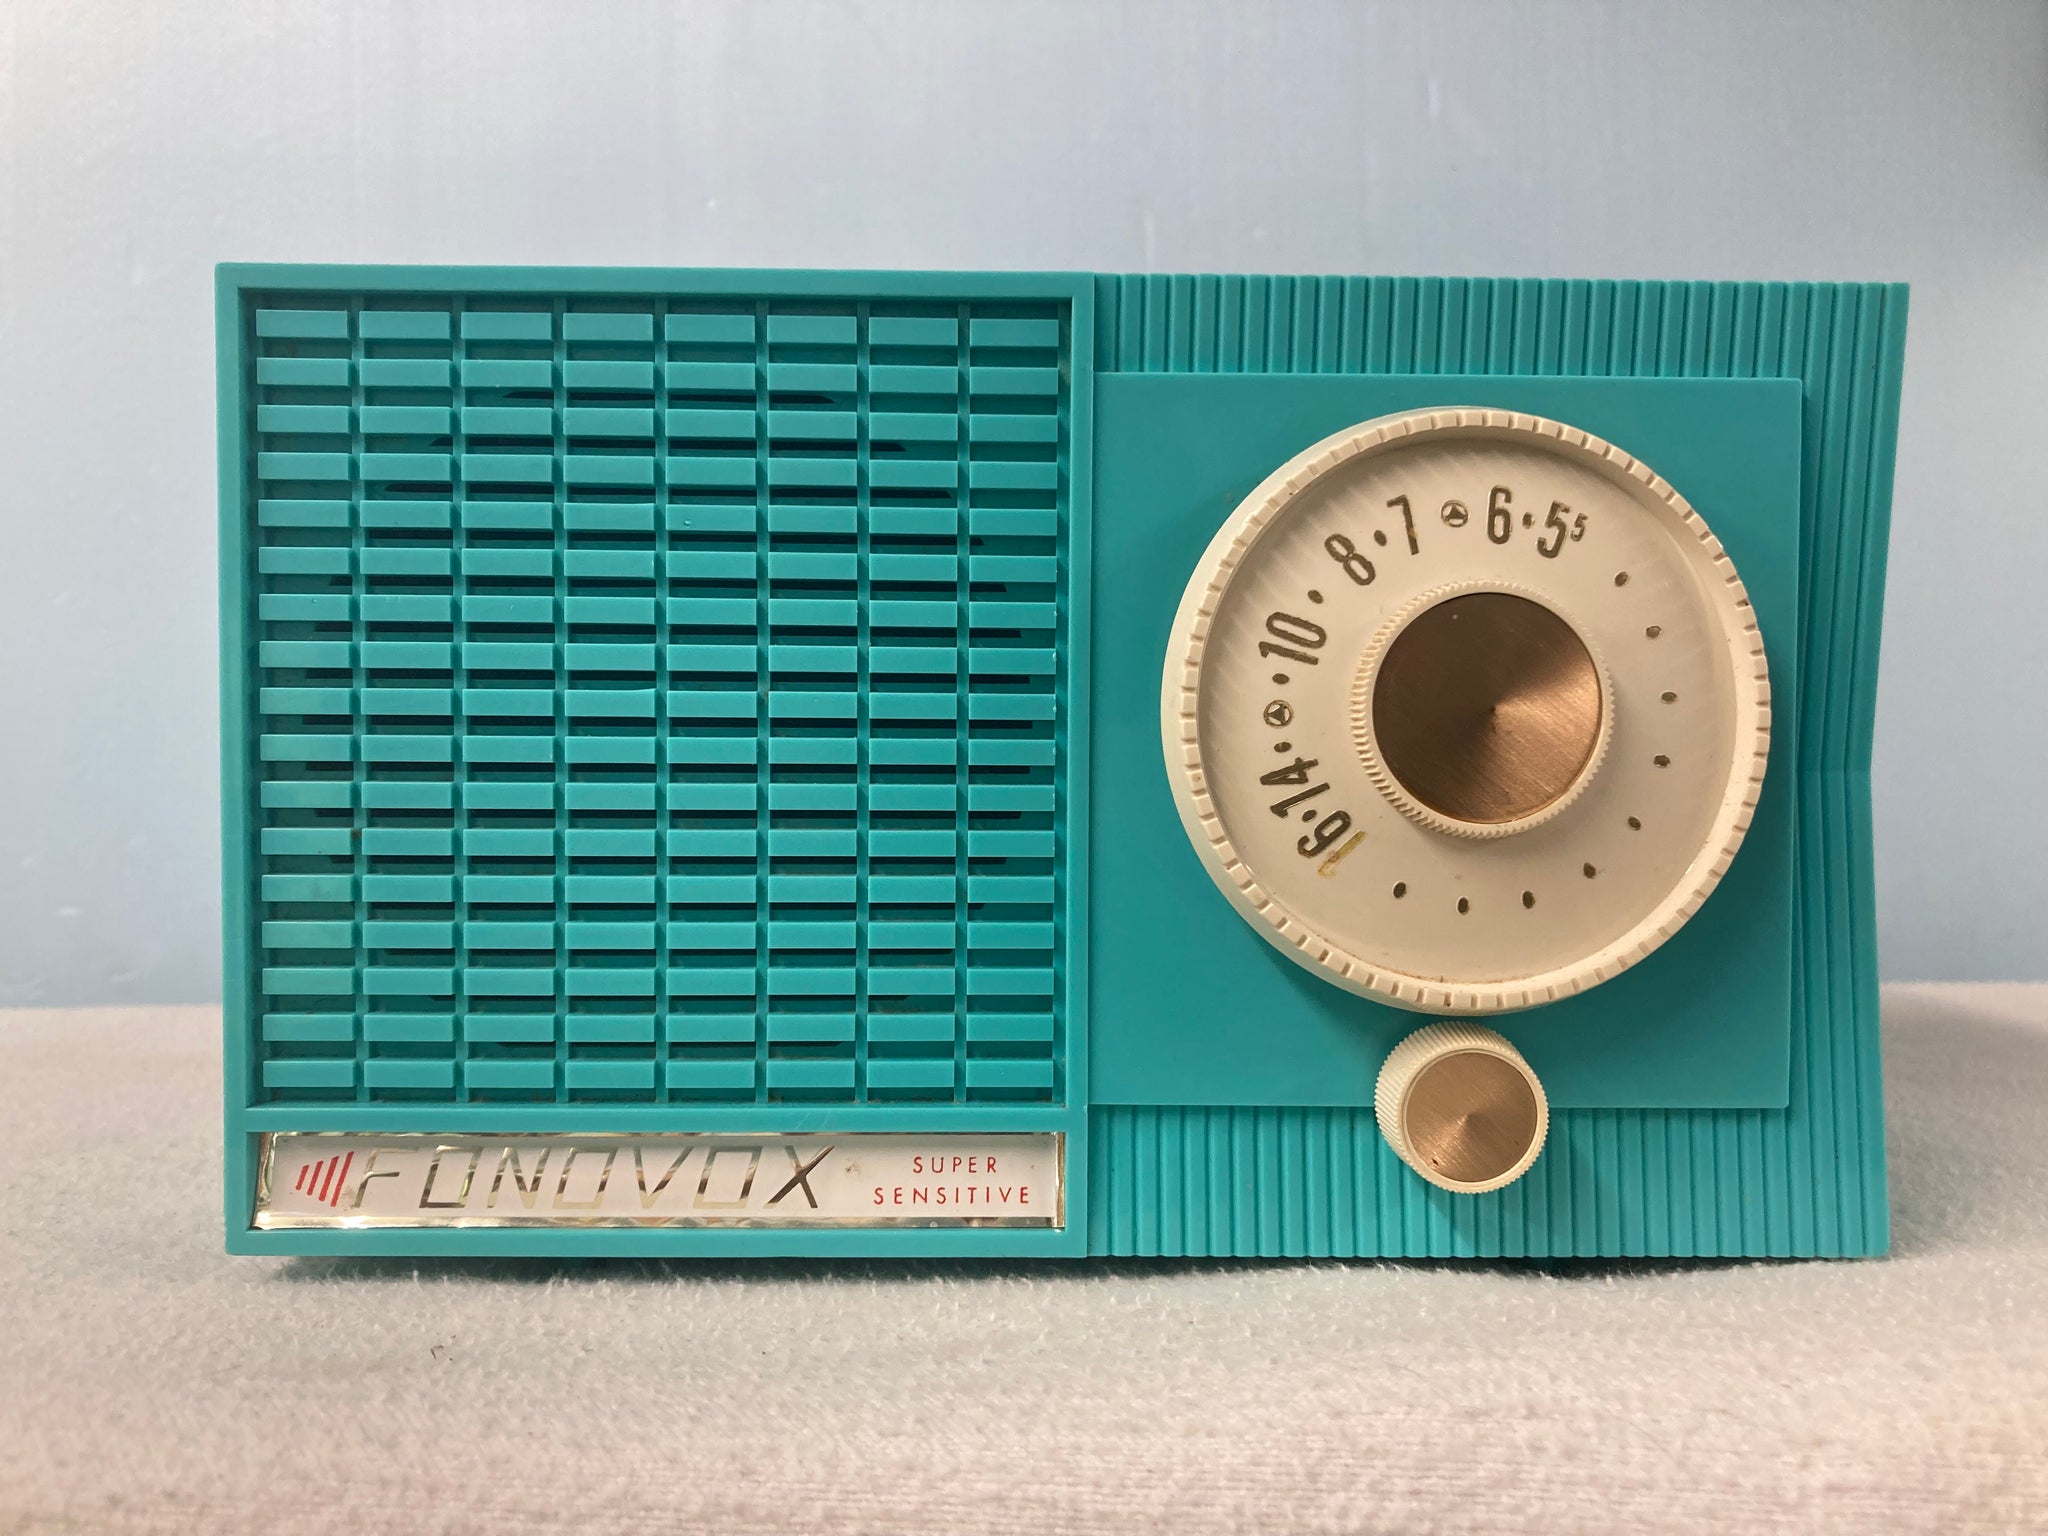 FONOVOX
SUPER
SENSITIVE
16·14·10·8·7 6·5⁵